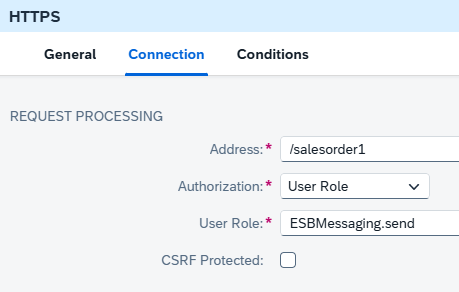 HTTPS
General Connection Conditions
REQUEST PROCESSING
Address:* /salesorder1
Authorization:* User Role
User Role:* ESBMessaging.send
CSRF Protected: